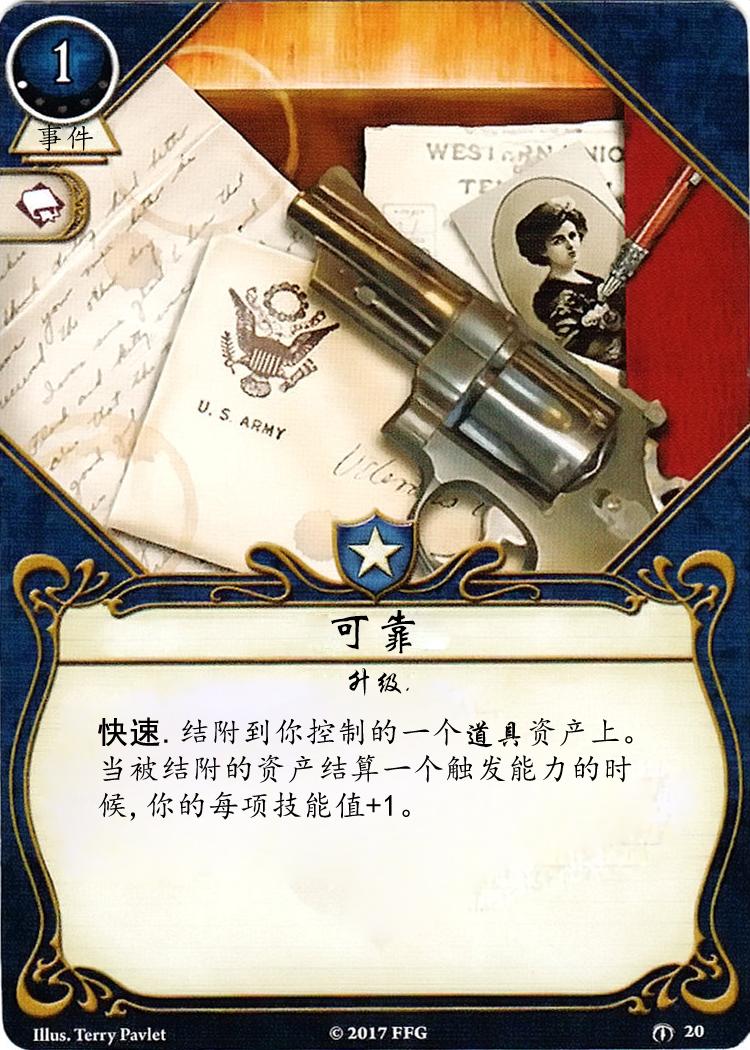 1
事件
WESTERN UNIO
U.S. ARMY
可靠
升级.
快速. 结附到你控制的一个道具资产上。
当被结附的资产结算一个触发能力的时
候, 你的每项技能值+1。
Illus. Terry Pavlet
© 2017 FFG
20